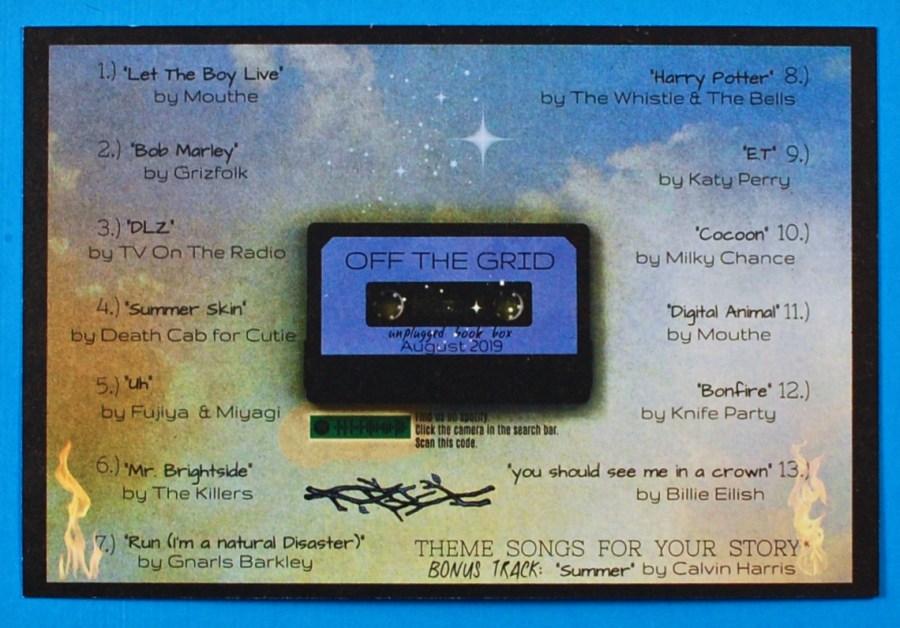 1.) "Let The Boy Live"
by Mouthe
2.) "Bob Marley"
by Grizfolk
3.) "DLZ"
by TV On The Radio
4.) "Summer Skin"
by Death Cab for Cutie
5.) "Uh"
by Fujiya & Miyagi
6.) "Mr. Brightside"
by The Killers
7.) "Run (I'm a natural Disaster)"
by Gnarls Barkley
OFF THE GRID
unplugged book box
August 2019
Find us on Spotify.
Click the camera in the search bar.
Scan this code.
"Harry Potter" 8.)
by The Whistle & The Bells
"E.T" 9.)
by Katy Perry
"Cocoon" 10.)
by Milky Chance
"Digital Animal" 11.)
by Mouthe
"Bonfire" 12.)
by Knife Party
"you should see me in a crown" 13.)
by Billie Eilish
THEME SONGS FOR YOUR STORY*
BONUS TRACK: "Summer" by Calvin Harris